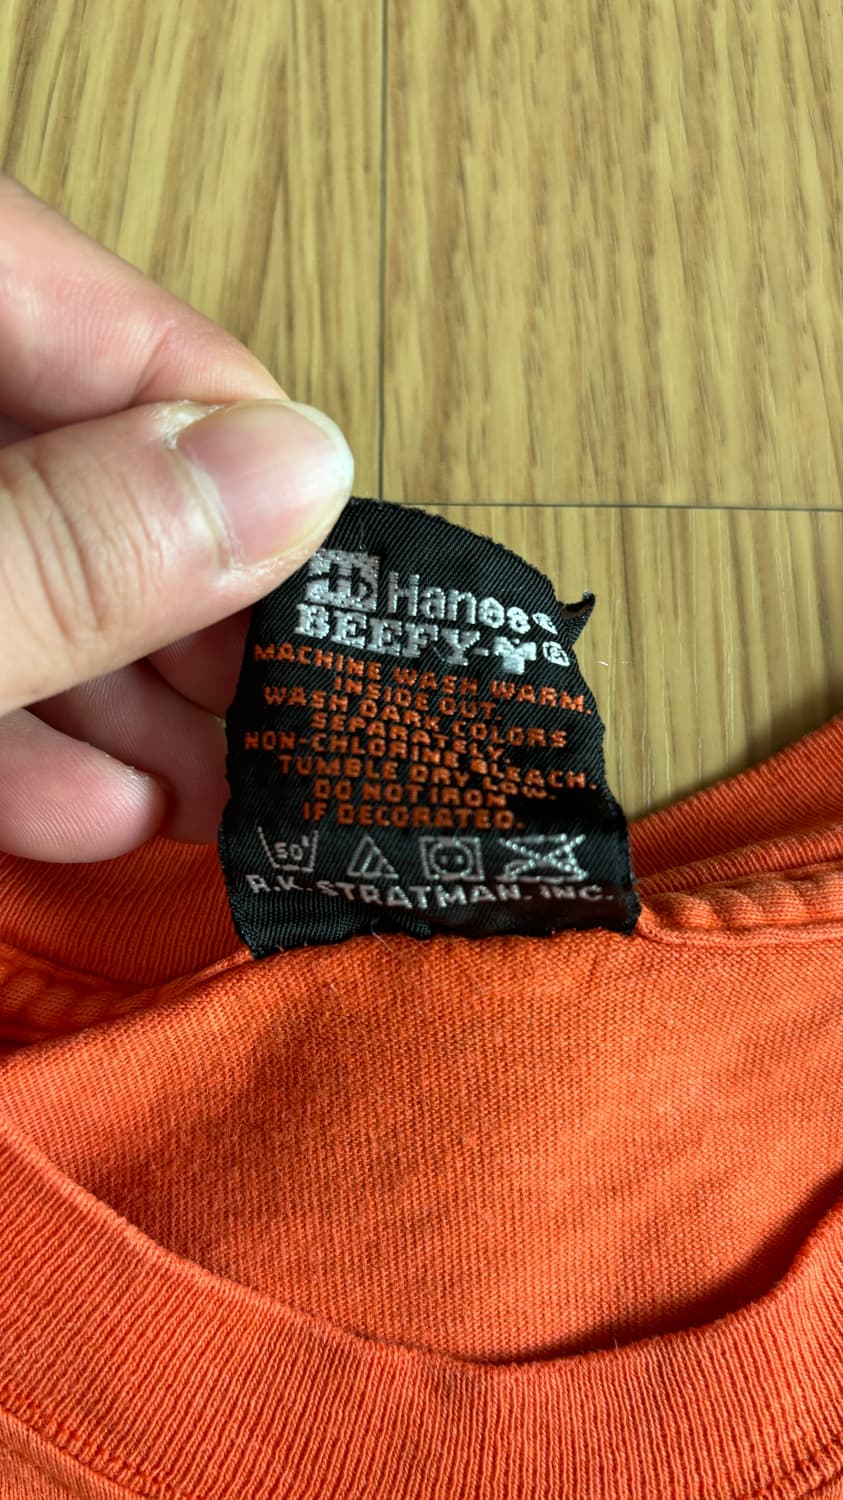 Hanes®
BEEFY-T®
MACHINE WASH WARM.
INSIDE OUT.
WASH DARK COLORS
SEPARATELY.
NON-CHLORINE BLEACH.
TUMBLE DRY LOW.
DO NOT IRON
IF DECORATED.
50°
R.K. STRATMAN, INC.